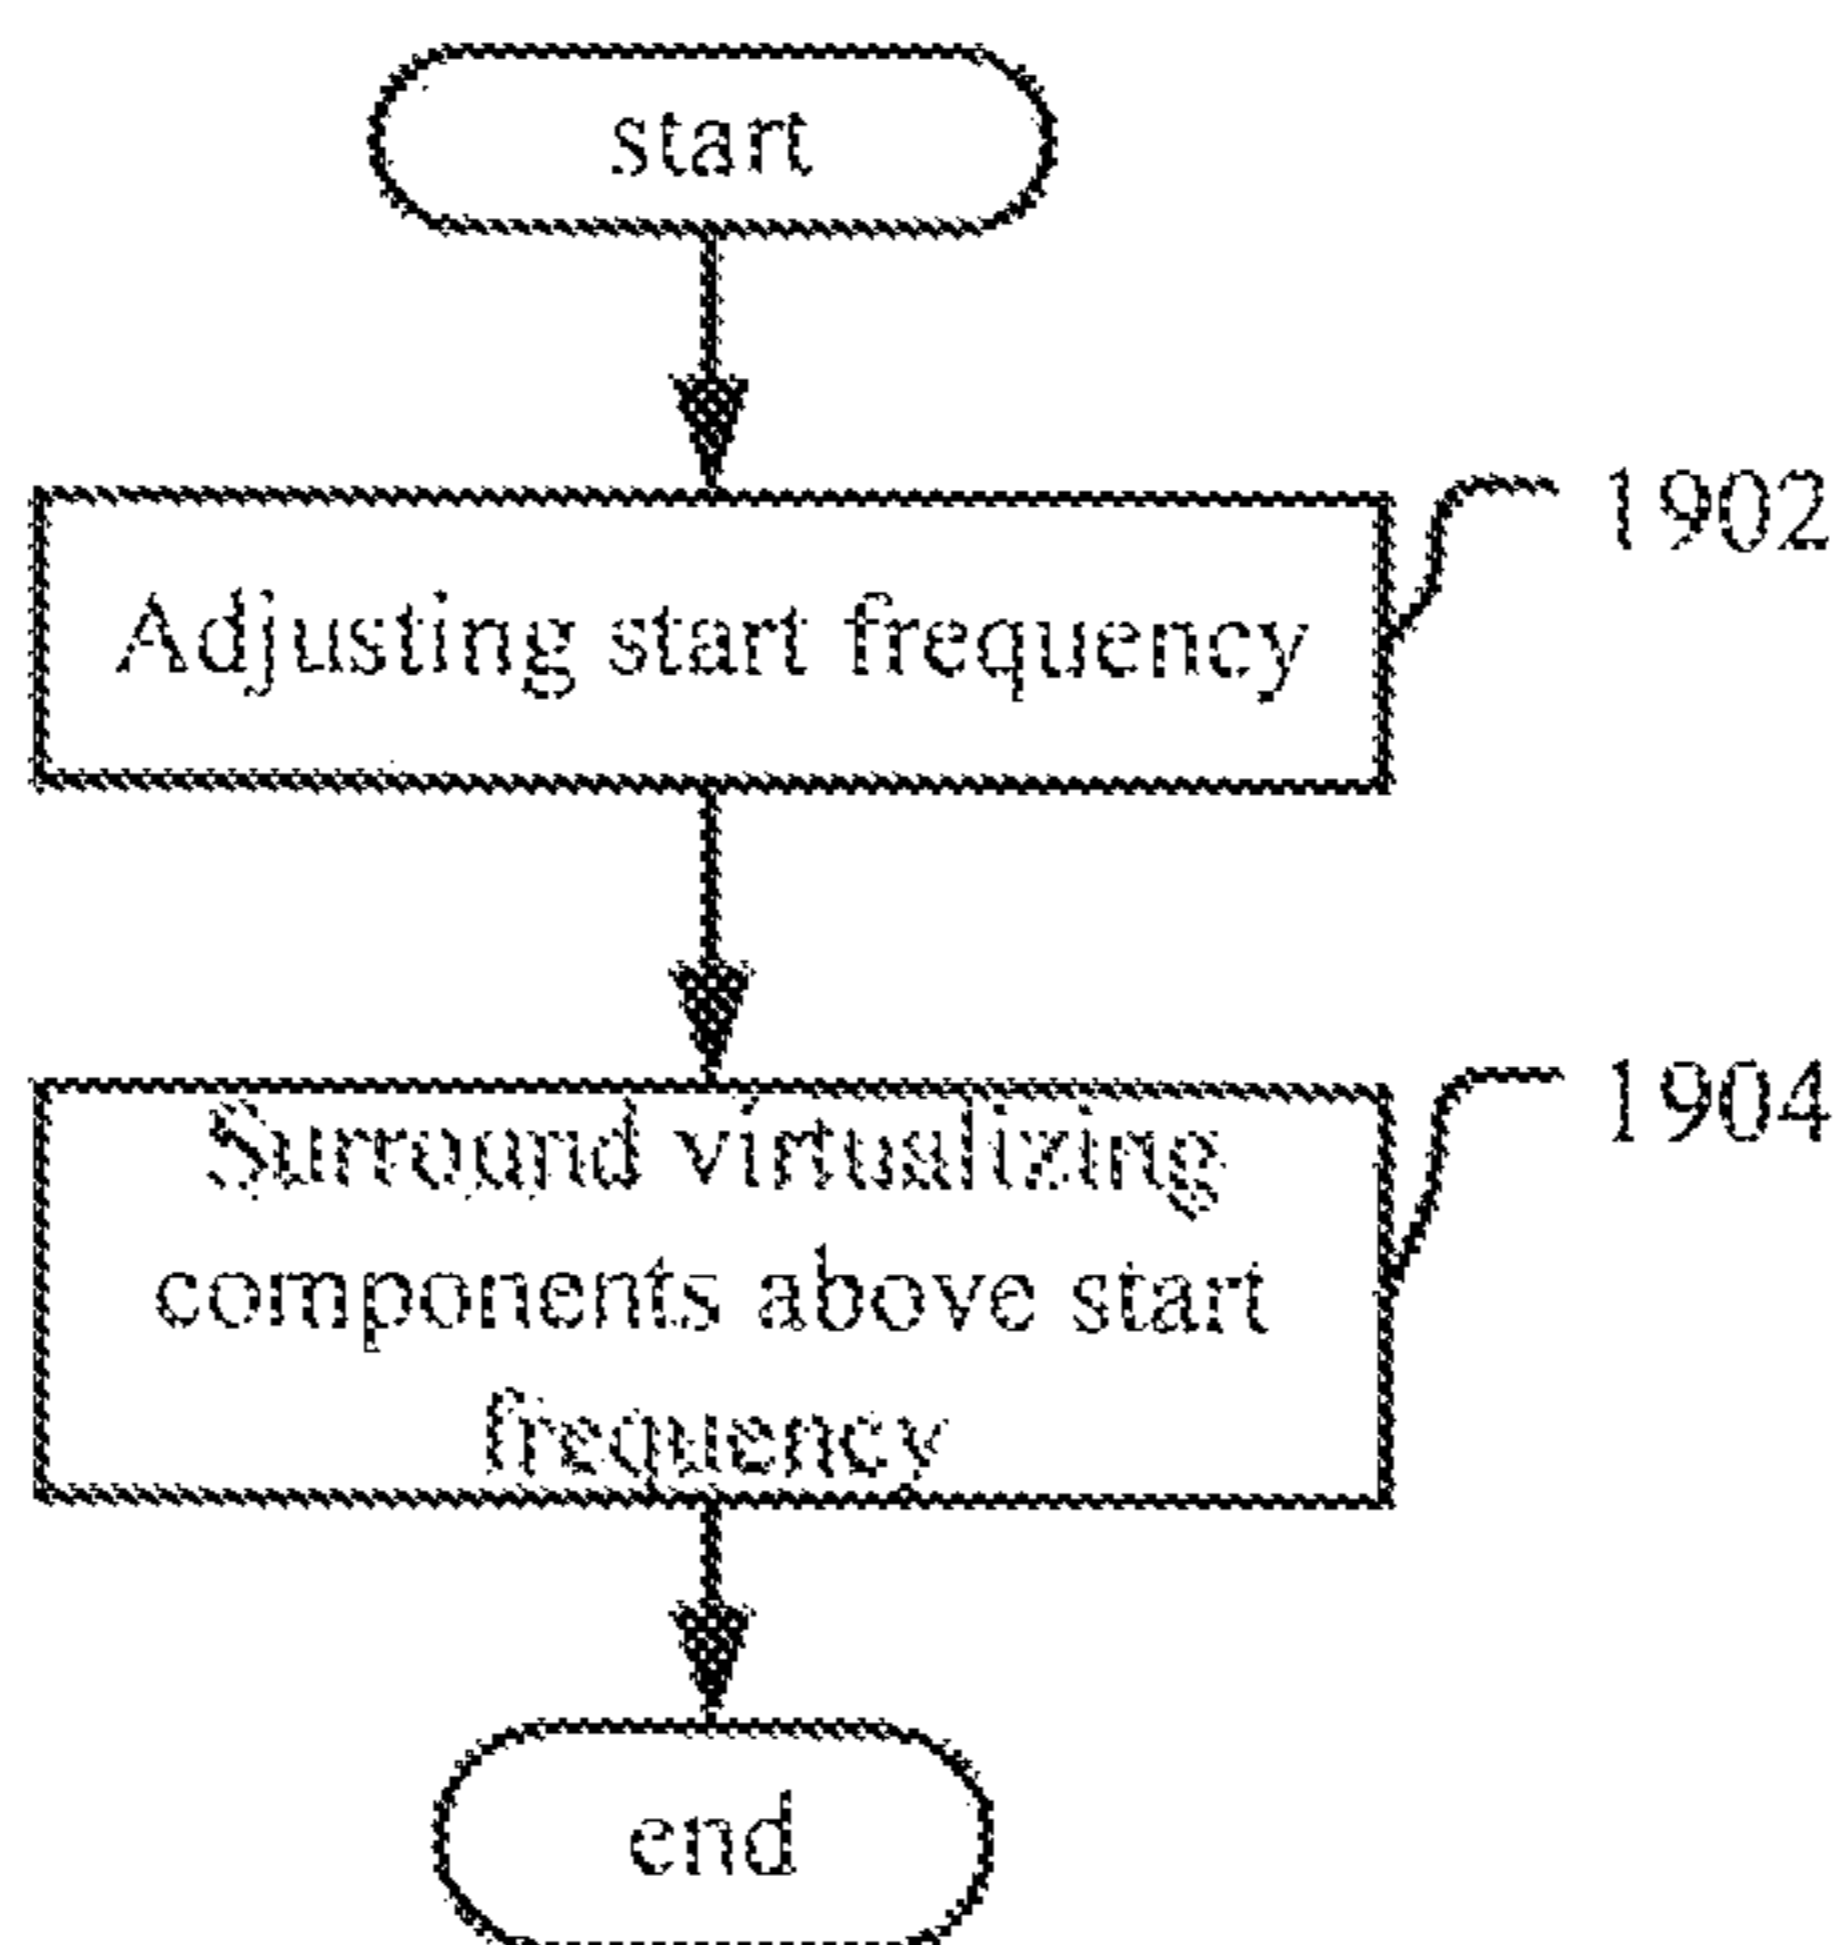 start
1902
Adjusting start frequency
1904
Surround virtualizing
components above start
frequency
end